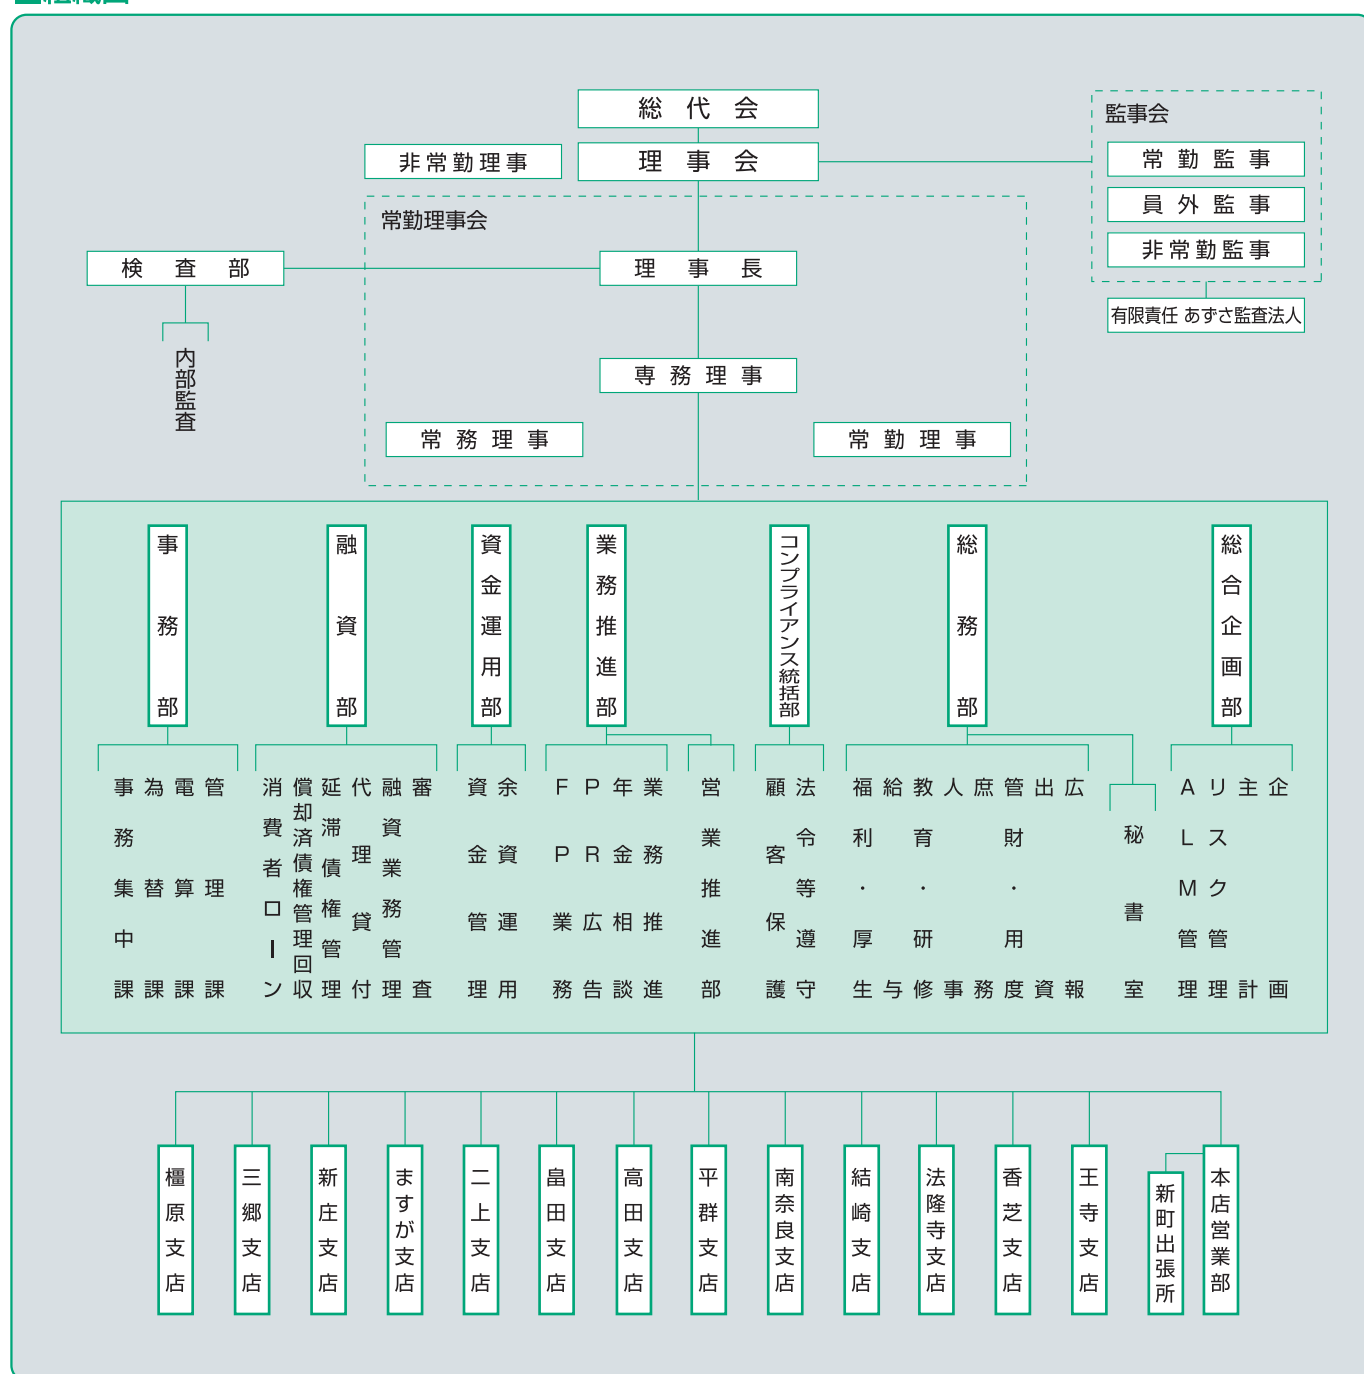 総代会
理事会
非常勤理事
監事会
常勤監事
員外監事
非常勤監事
有限責任 あずさ監査法人
常勤理事会
検査部
理事長
内部監査
専務理事
常務理事
常勤理事
総合企画部
企画
主計
リスク管理
ALM管理
総務部
秘書室
広報
出資
管財・用度
庶務
人事
教育・研修
給与
福利・厚生
コンプライアンス統括部
法令等遵守
顧客保護
業務推進部
営業推進部
業務推進
年金相談
PR広告
FP業務
資金運用部
余資運用
資金管理
融資部
審査
融資業務管理
代理貸付
延滞債権管理
償却済債権管理回収
消費者ローン
事務部
管理課
電算課
為替課
事務集中課
本店営業部
新町出張所
王寺支店
香芝支店
法隆寺支店
結崎支店
南奈良支店
平群支店
高田支店
畠田支店
二上支店
ますが支店
新庄支店
三郷支店
橿原支店